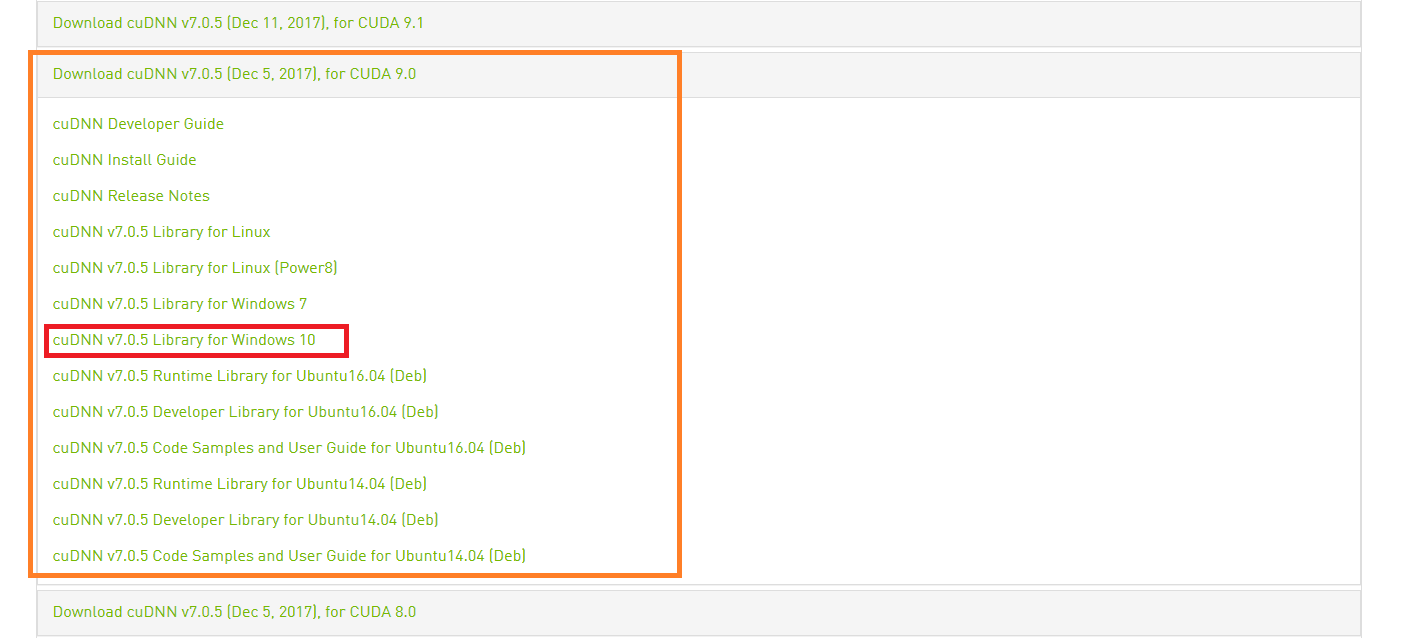 Download cuDNN v7.0.5 (Dec 11, 2017), for CUDA 9.1
Download cuDNN v7.0.5 (Dec 5, 2017), for CUDA 9.0
cuDNN Developer Guide
cuDNN Install Guide
cuDNN Release Notes
cuDNN v7.0.5 Library for Linux
cuDNN v7.0.5 Library for Linux (Power8)
cuDNN v7.0.5 Library for Windows 7
cuDNN v7.0.5 Library for Windows 10
cuDNN v7.0.5 Runtime Library for Ubuntu16.04 (Deb)
cuDNN v7.0.5 Developer Library for Ubuntu16.04 (Deb)
cuDNN v7.0.5 Code Samples and User Guide for Ubuntu16.04 (Deb)
cuDNN v7.0.5 Runtime Library for Ubuntu14.04 (Deb)
cuDNN v7.0.5 Developer Library for Ubuntu14.04 (Deb)
cuDNN v7.0.5 Code Samples and User Guide for Ubuntu14.04 (Deb)
Download cuDNN v7.0.5 (Dec 5, 2017), for CUDA 8.0